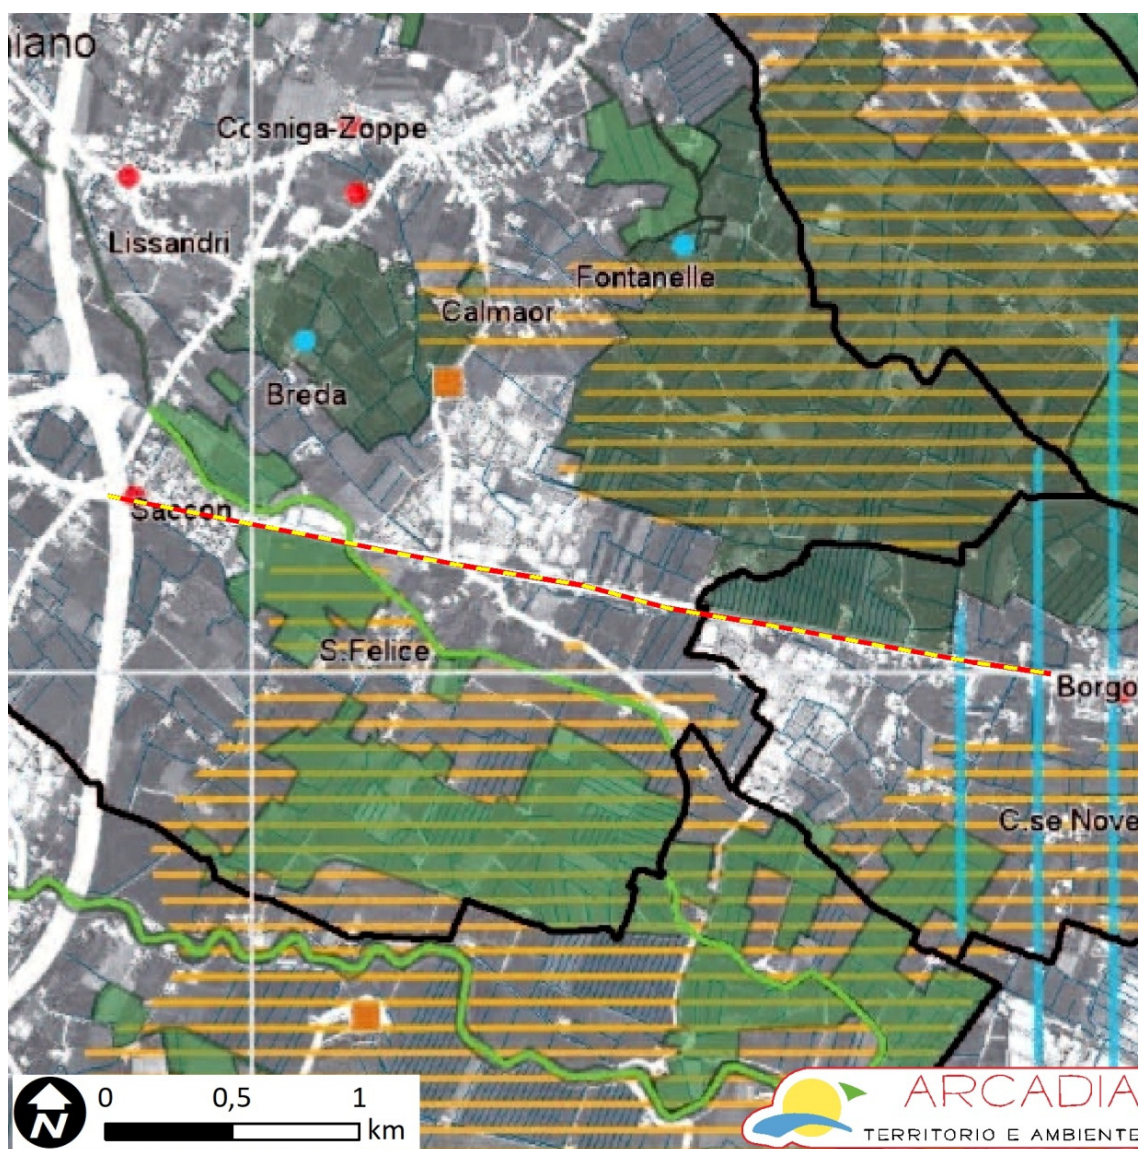 iano
Cosniga-Zoppe
Lissandri
Fontanelle
Calmaor
Breda
Saccon
S.Felice
Borgo
C.se Nove
N
0 0,5 1
km
ARCADIA
TERRITORIO E AMBIENTE